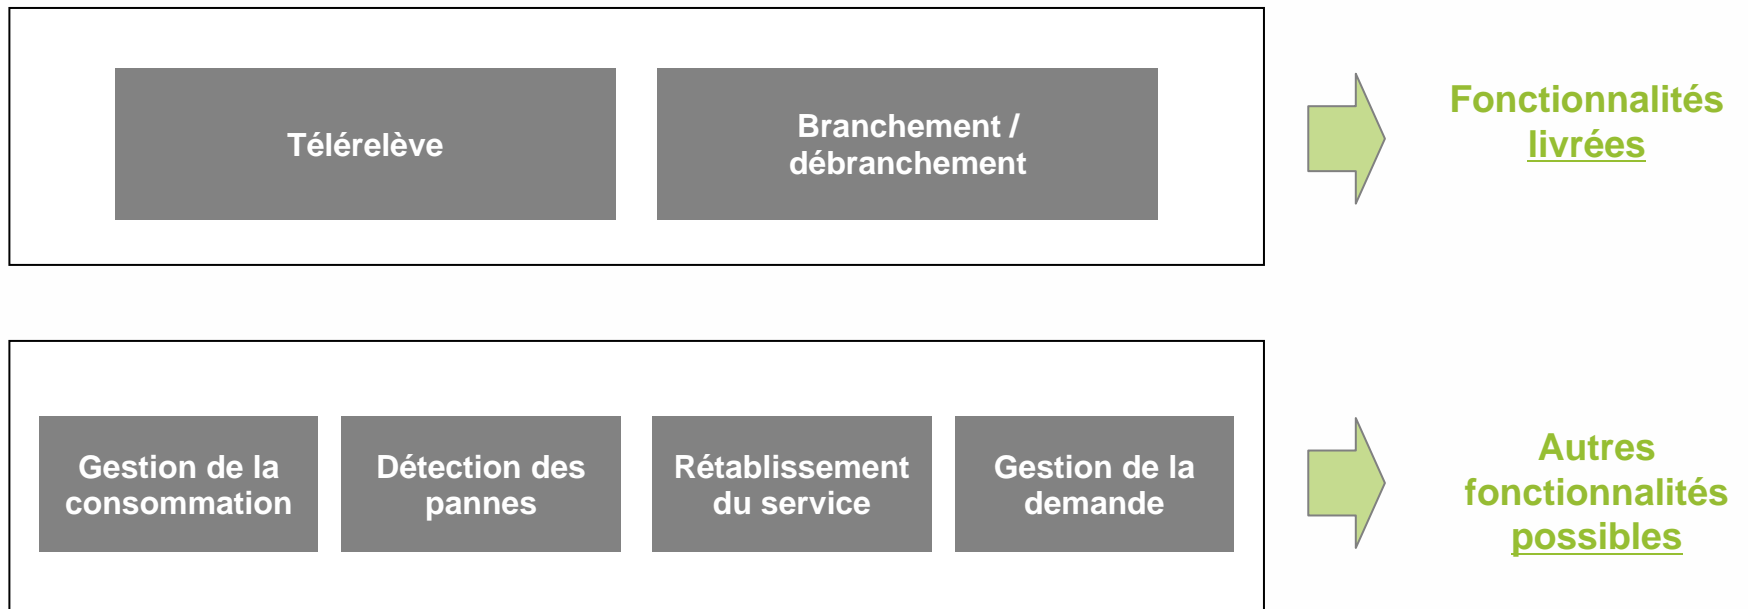 Télérelève
Branchement /
débranchement
Fonctionnalités
livrées
Gestion de la
consommation
Détection des
pannes
Rétablissement
du service
Gestion de la
demande
Autres
fonctionnalités
possibles